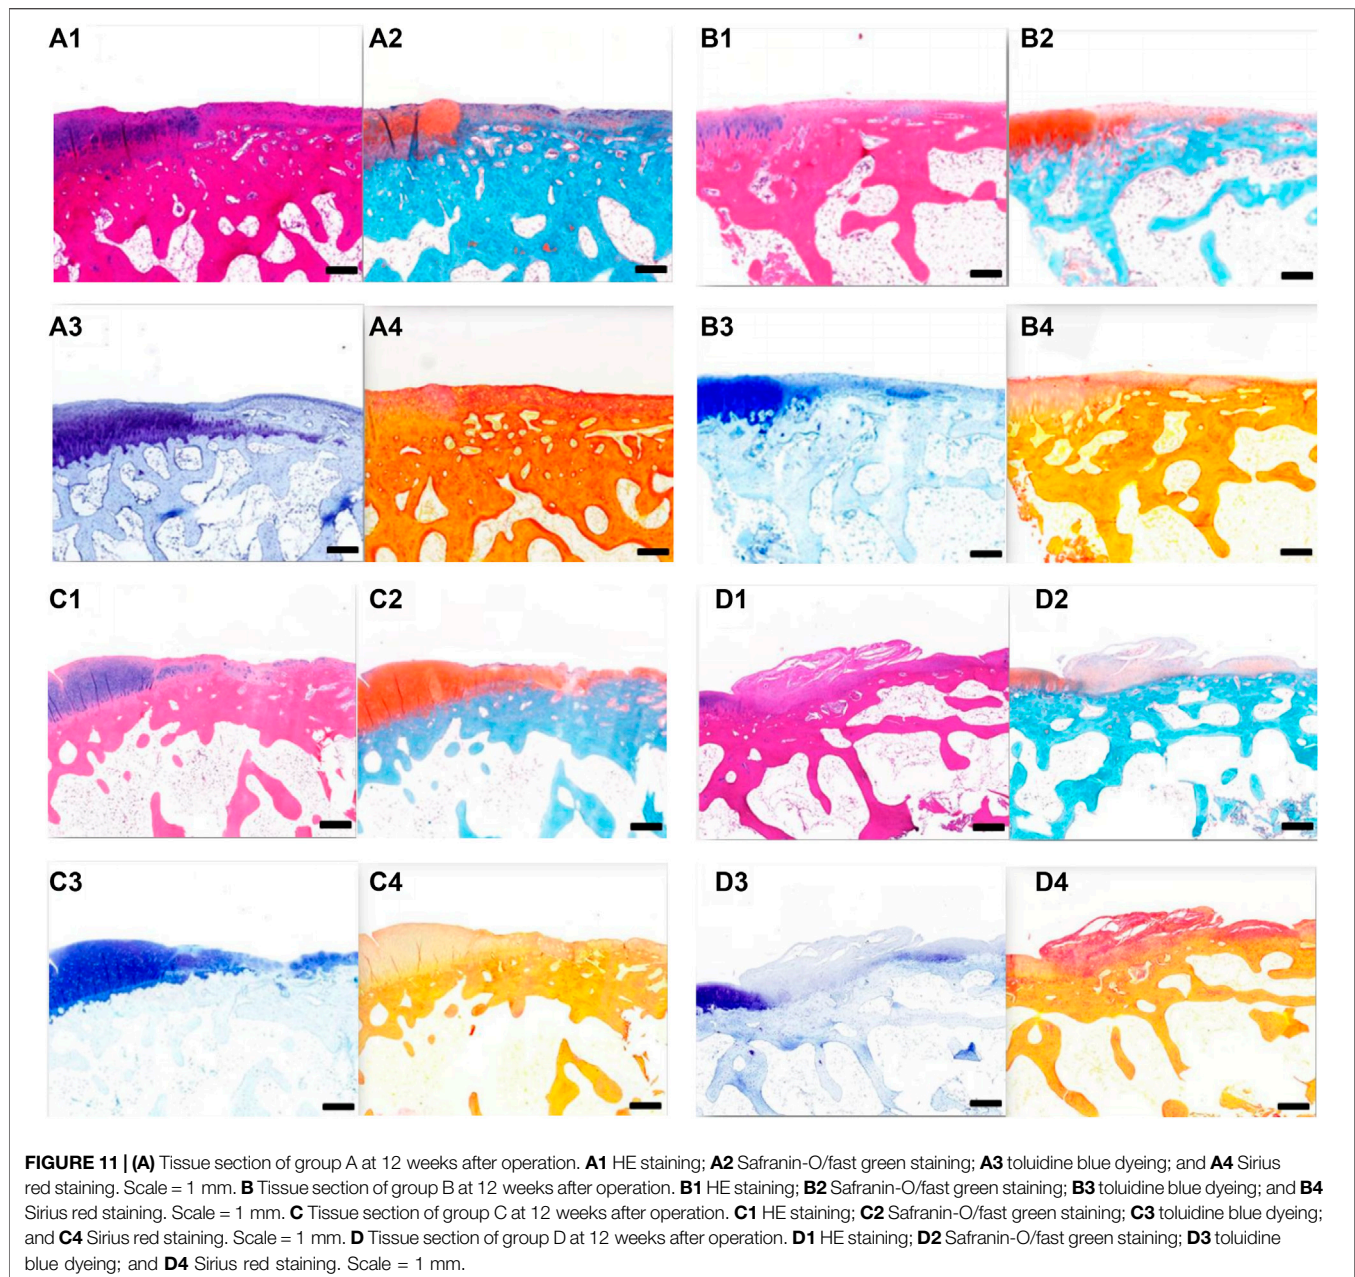 A1 A2 B1 B2
A3 A4 B3 B4
C1 C2 D1 D2
C3 C4 D3 D4
FIGURE 11 | (A) Tissue section of group A at 12 weeks after operation. A1 HE staining; A2 Safranin-O/fast green staining; A3 toluidine blue dyeing; and A4 Sirius
red staining. Scale = 1 mm. B Tissue section of group B at 12 weeks after operation. B1 HE staining; B2 Safranin-O/fast green staining; B3 toluidine blue dyeing; and B4
Sirius red staining. Scale = 1 mm. C Tissue section of group C at 12 weeks after operation. C1 HE staining; C2 Safranin-O/fast green staining; C3 toluidine blue dyeing;
and C4 Sirius red staining. Scale = 1 mm. D Tissue section of group D at 12 weeks after operation. D1 HE staining; D2 Safranin-O/fast green staining; D3 toluidine
blue dyeing; and D4 Sirius red staining. Scale = 1 mm.